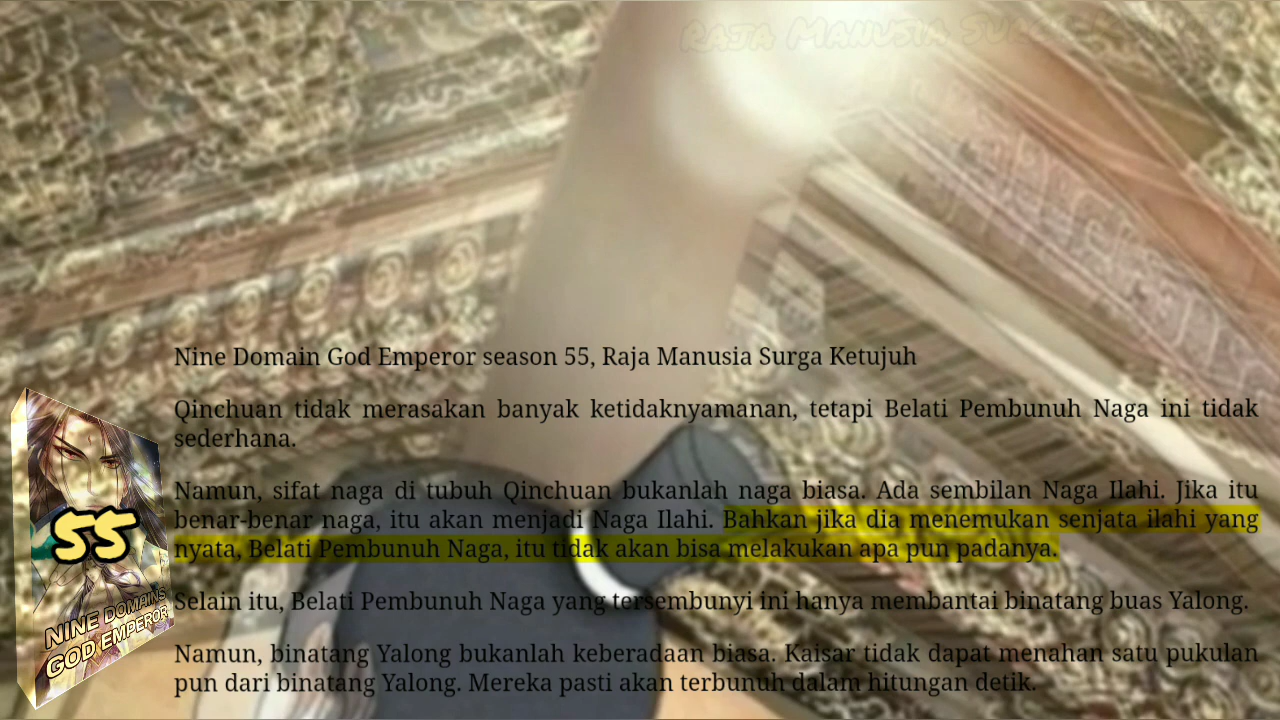 Raja Manusia Surga Ketujuh
Nine Domain God Emperor season 55, Raja Manusia Surga Ketujuh
Qinchuan tidak merasakan banyak ketidaknyamanan, tetapi Belati Pembunuh Naga ini tidak
sederhana.
Namun, sifat naga di tubuh Qinchuan bukanlah naga biasa. Ada sembilan Naga Ilahi. Jika itu
benar-benar naga, itu akan menjadi Naga Ilahi. Bahkan jika dia menemukan senjata ilahi yang
nyata, Belati Pembunuh Naga, itu tidak akan bisa melakukan apa pun padanya.
55
NINE DOMAINS
GOD EMPEROR
Selain itu, Belati Pembunuh Naga yang tersembunyi ini hanya membantai binatang buas Yalong.
Namun, binatang Yalong bukanlah keberadaan biasa. Kaisar tidak dapat menahan satu pukulan
pun dari binatang Yalong. Mereka pasti akan terbunuh dalam hitungan detik.